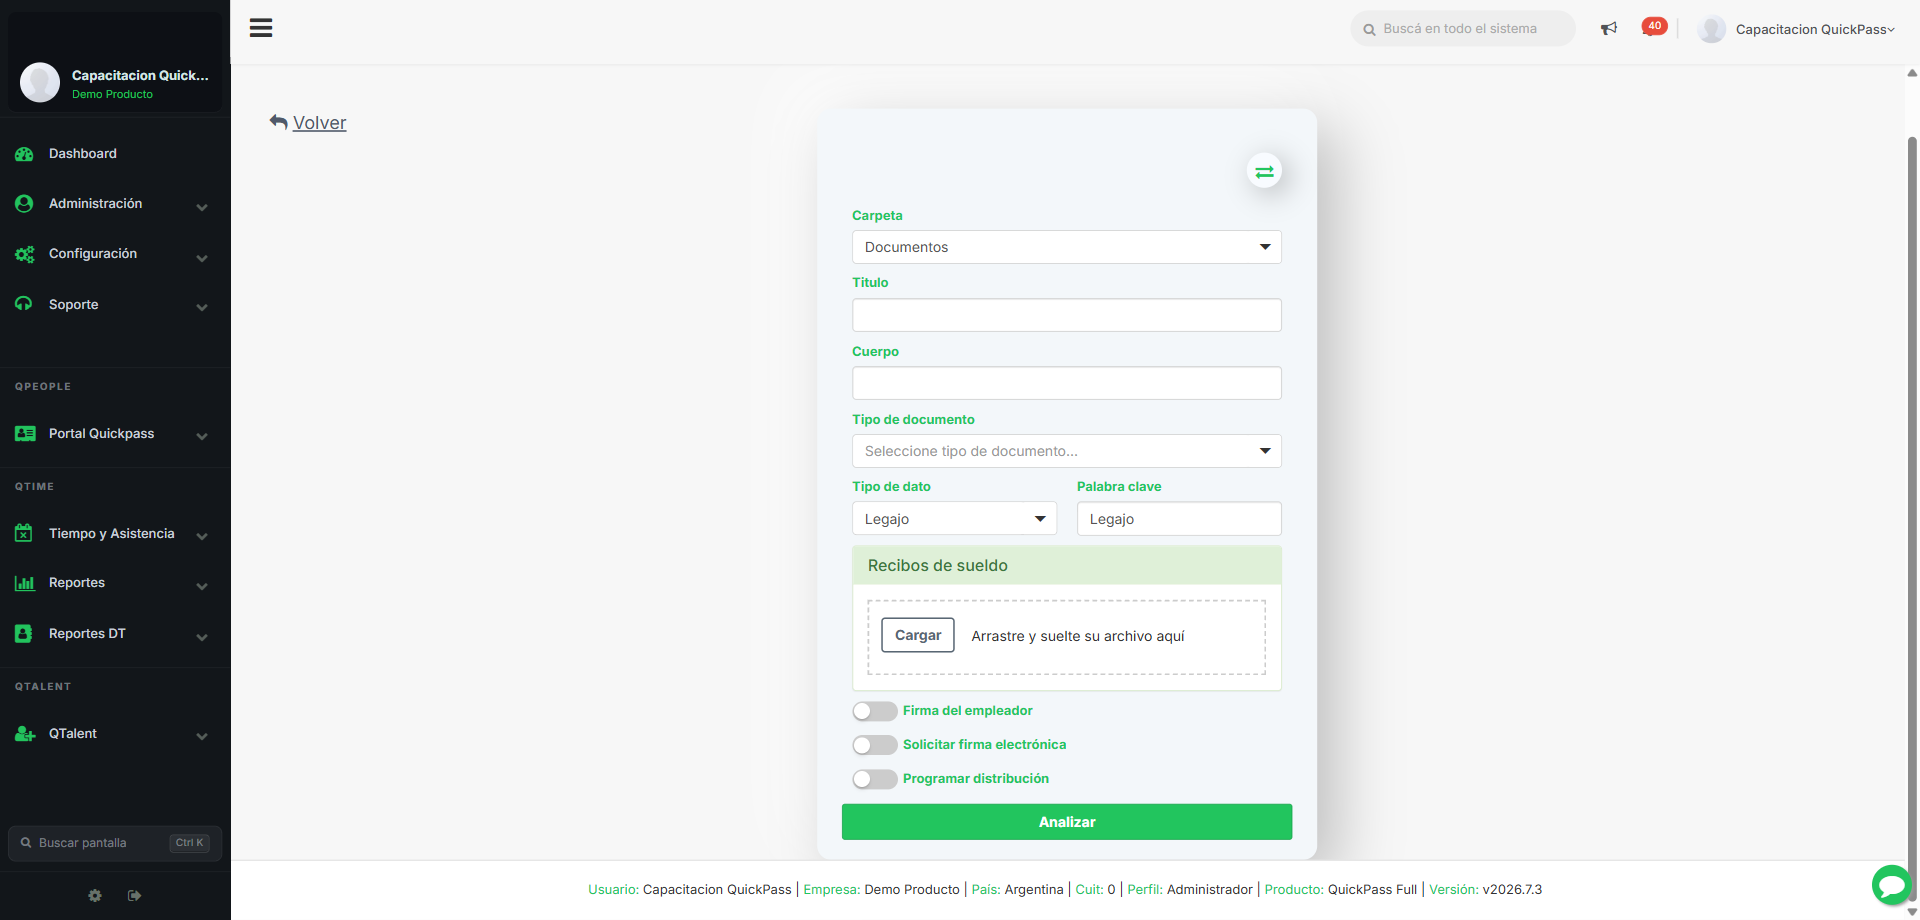 Capacitacion Quick...
Demo Producto
Dashboard
Administración
Configuración
Soporte
QPEOPLE
Portal Quickpass
QTIME
Tiempo y Asistencia
Reportes
Reportes DT
QTALENT
QTalent
Buscar pantalla
Ctrl K
Buscá en todo el sistema
40
Capacitacion QuickPass
Volver
Carpeta
Documentos
Titulo
Cuerpo
Tipo de documento
Seleccione tipo de documento...
Tipo de dato
Palabra clave
Legajo
Legajo
Recibos de sueldo
Cargar
Arrastre y suelte su archivo aquí
Firma del empleador
Solicitar firma electrónica
Programar distribución
Analizar
Usuario: Capacitacion QuickPass | Empresa: Demo Producto | País: Argentina | Cuit: 0 | Perfil: Administrador | Producto: QuickPass Full | Versión: v2026.7.3